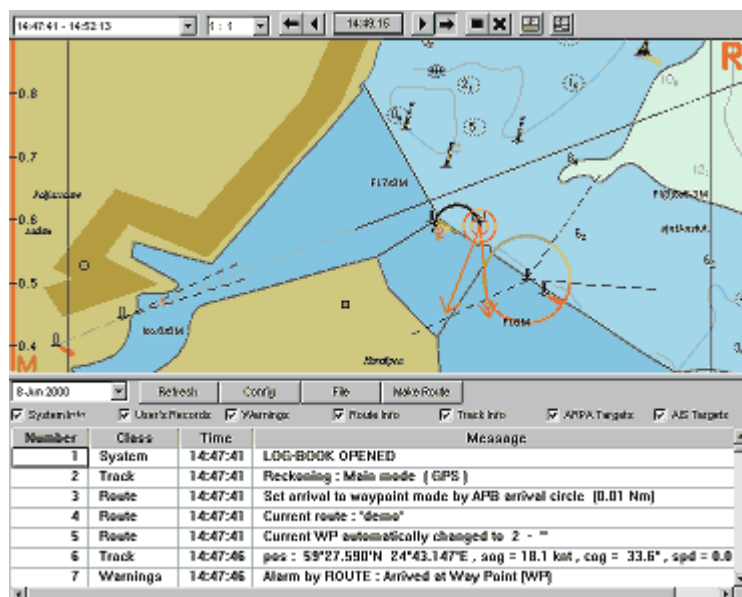 14:47:41 - 14:52:13
1 : 1
14:49:16
R
0.8
0.7
0.6
0.5
0.4
M
8-Jun 2000
Refresh
Config
File
Make Route
System Info
User's Records
Warnings
Route Info
Track Info
ARPA Targets
AIS Targets
Number Class Time Message
1 System 14:47:41 LOG-BOOK OPENED
2 Track 14:47:41 Reckoning : Main mode ( GPS )
3 Route 14:47:41 Set arrival to waypoint mode by APB arrival circle (0.01 Nm)
4 Route 14:47:41 Current route : "demo"
5 Route 14:47:41 Current WP automatically changed to 2 - ""
6 Track 14:47:46 pos : 59°27.590'N 24°43.147'E , sog = 18.1 knt, cog = 33.6° , spd = 0.0
7 Warnings 14:47:46 Alarm by ROUTE : Arrived at Way Point (WP)